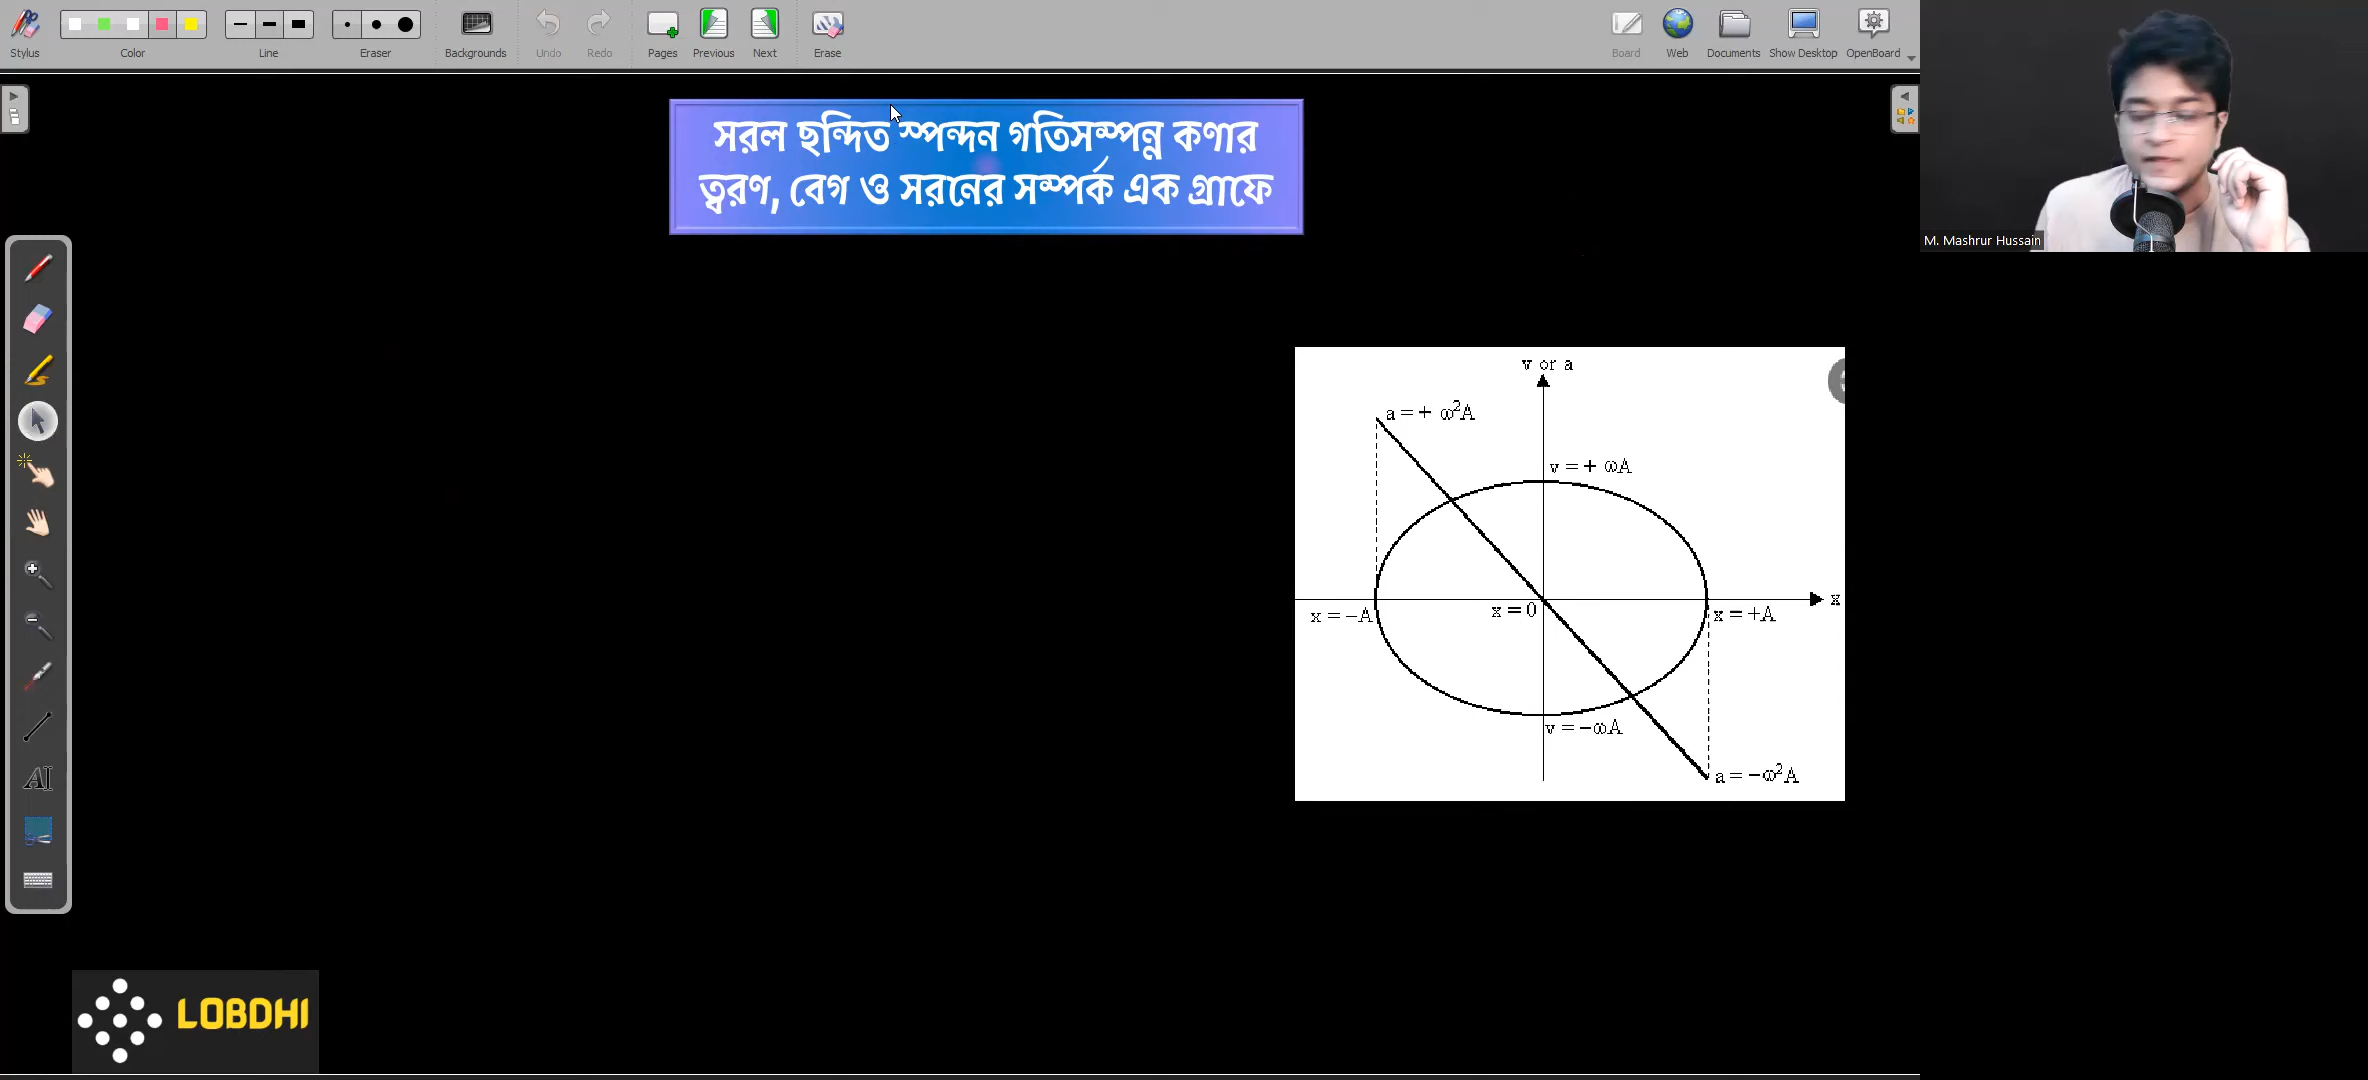 Stylus
Color
Line
Eraser
Backgrounds
Undo
Redo
Pages
Previous
Next
Erase
Board
Web
Documents
Show Desktop
OpenBoard
সরল ছন্দিত স্পন্দন গতিসম্পন্ন কণার
ত্বরণ, বেগ ও সরনের সম্পর্ক এক গ্রাফে
M. Mashrur Hussain
v or a
a = + ω²A
v = + ωA
x = -A
x = 0
x = +A
x
v = -ωA
a = -ω²A
AI
LOBDHI